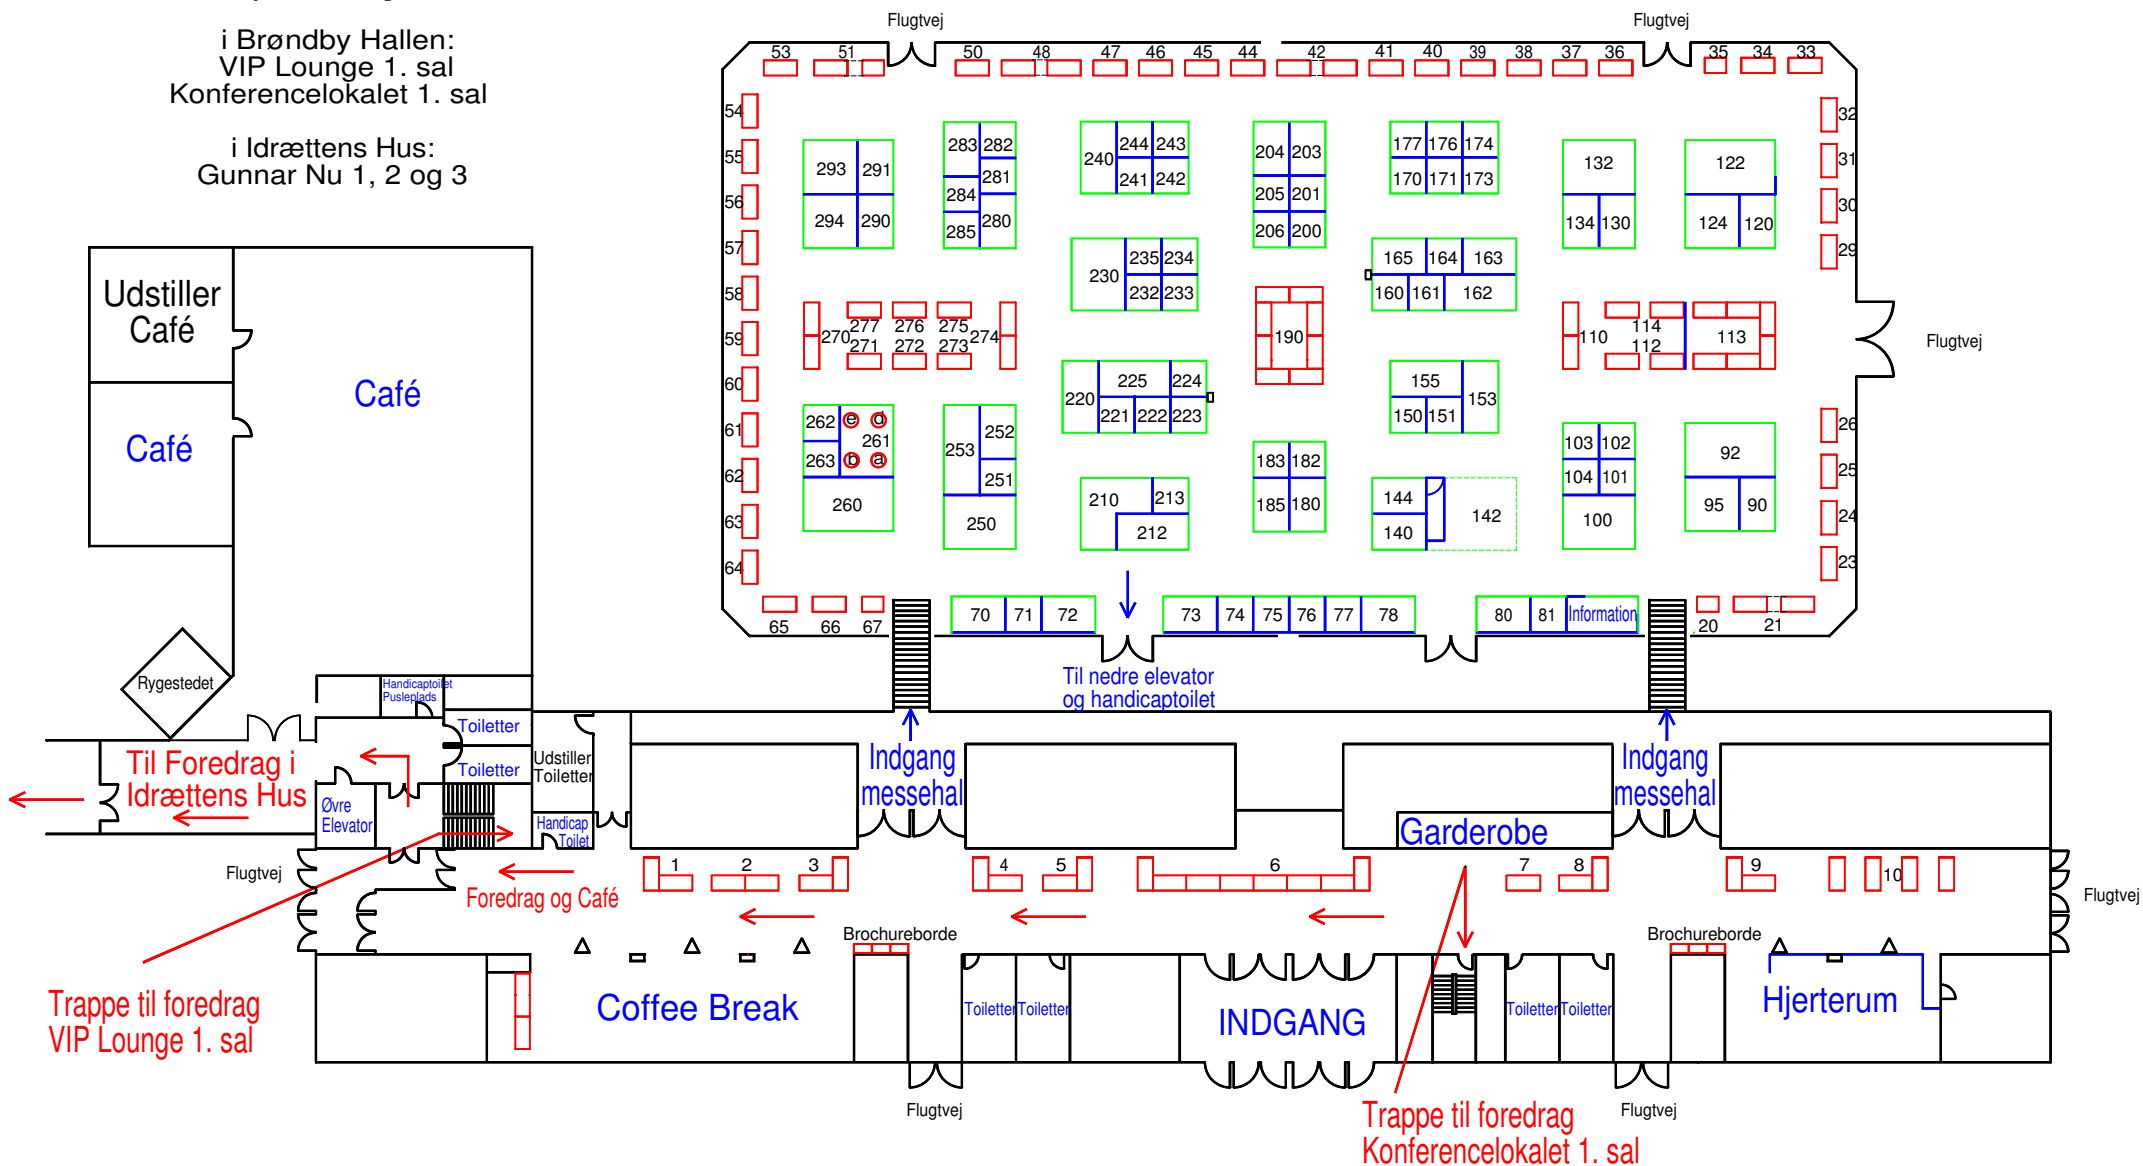 i Brøndby Hallen:
VIP Lounge 1. sal
Konferencelokalet 1. sal
i Idrættens Hus:
Gunnar Nu 1, 2 og 3
Flugtvej
Flugtvej
53 51 50 48 47 46 45 44 42 41 40 39 38 37 36 35 34 33
54 32
55 31
56 30
57 29
58
59
60
61 26
62 25
63 24
64 23
293 291
294 290
283 282
281
284
280
285
240 244 243
241 242
204 203
205 201
206 200
177 176 174
170 171 173
132
134 130
122
124 120
230 235 234
232 233
165 164 163
160 161 162
270 277 276 275 274
271 272 273
190
110 114 113
112
Flugtvej
220 225 224
221 222 223
155 153
150 151
262 e d
261
263 b a
260
253 252
251
250
210 213
212
183 182
185 180
144 142
140
103 102
104 101
100
92
95 90
65 66 67
70 71 72
73 74 75 76 77 78
80 81 Information
20 21
Til nedre elevator
og handicaptoilet
Udstiller
Café
Café
Café
Rygestedet
Handicaptoilet
Pusleplads
Toiletter
Toiletter
Udstiller
Toiletter
Handicap
Toilet
Til Foredrag i
Idrættens Hus
Øvre
Elevator
Indgang
messehal
Indgang
messehal
Garderobe
Flugtvej
Foredrag og Café
1 2 3 4 5 6 7 8 9 10
Flugtvej
Brochureborde
Brochureborde
Trappe til foredrag
VIP Lounge 1. sal
Coffee Break
Toiletter Toiletter
INDGANG
Toiletter Toiletter
Hjerterum
Flugtvej
Flugtvej
Trappe til foredrag
Konferencelokalet 1. sal